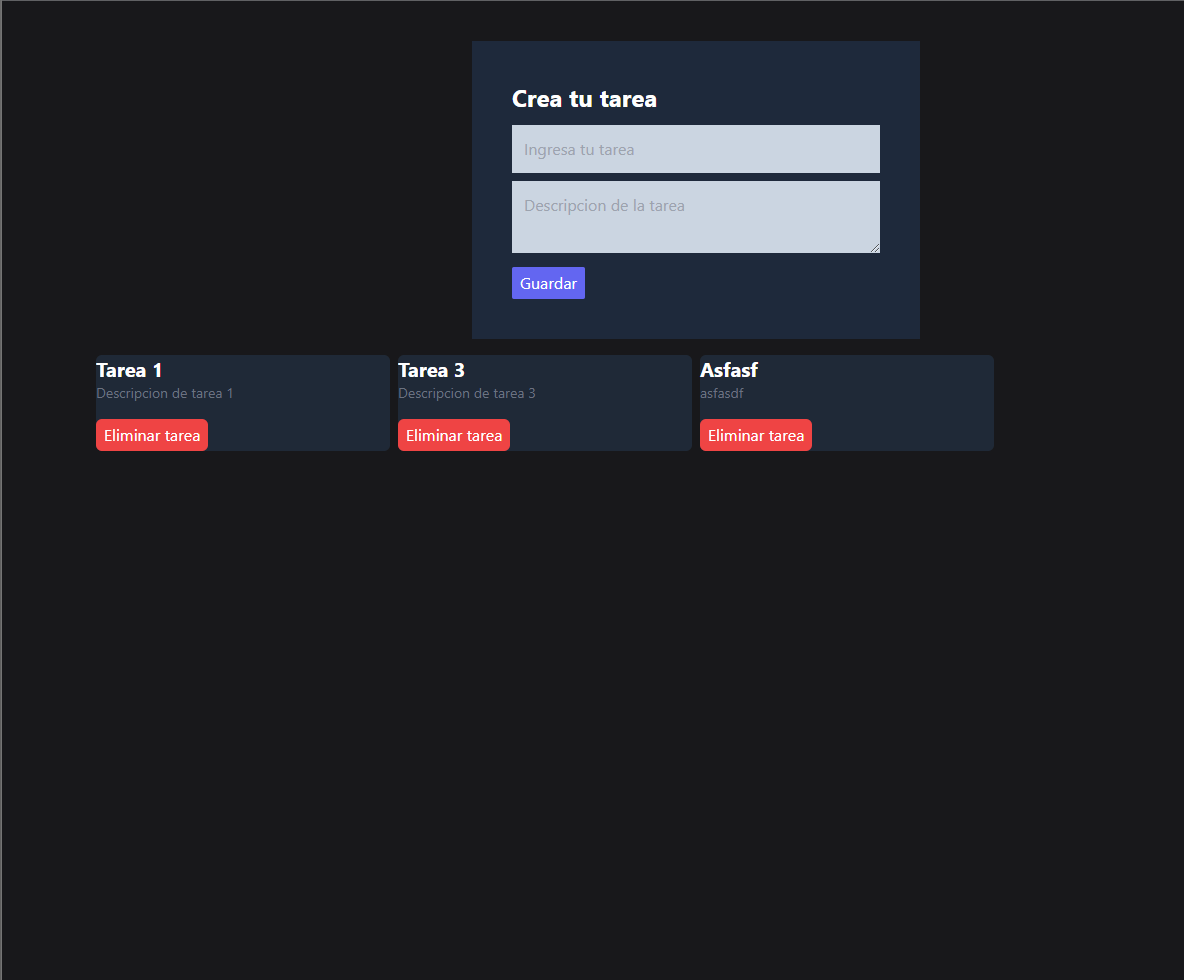 Crea tu tarea
Ingresa tu tarea
Descripcion de la tarea
Guardar
Tarea 1
Descripcion de tarea 1
Eliminar tarea
Tarea 3
Descripcion de tarea 3
Eliminar tarea
Asfasf
asfasdf
Eliminar tarea